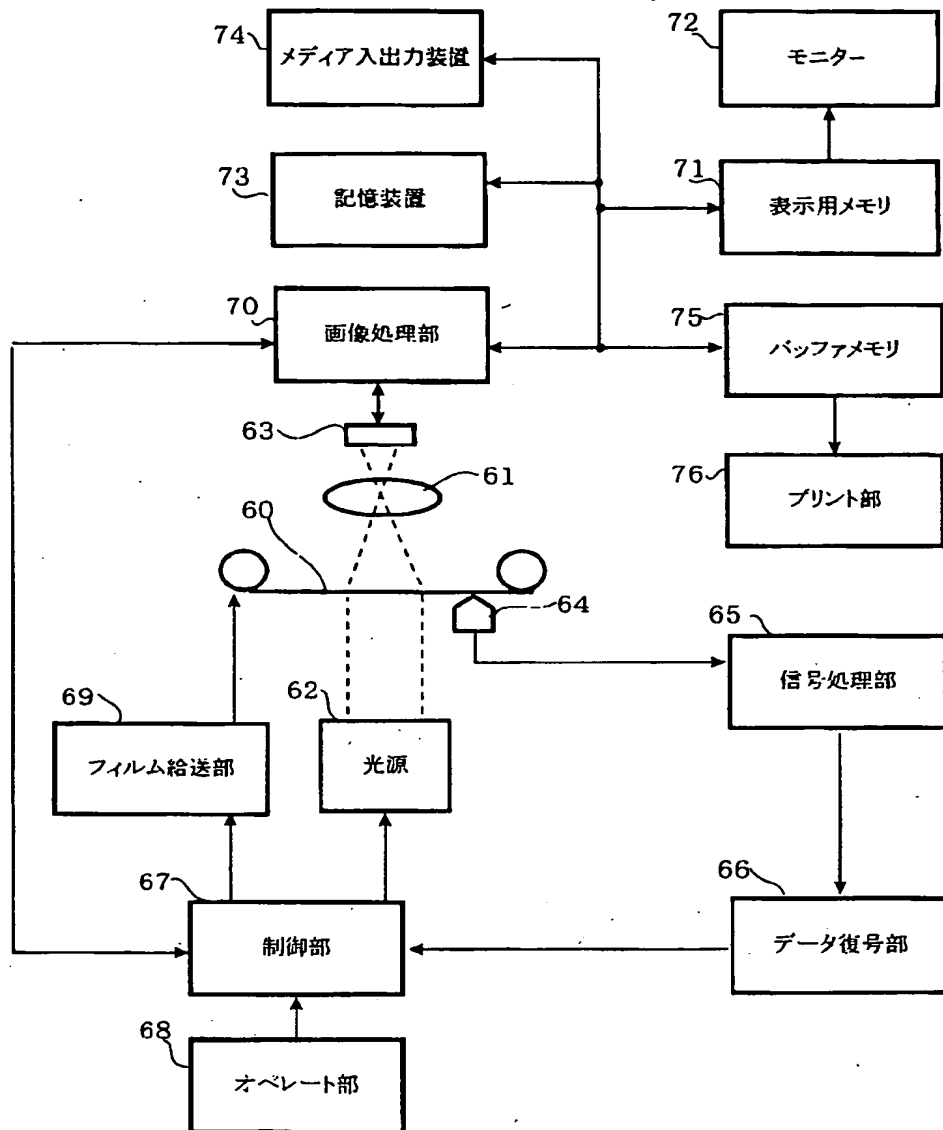 74
メディア入出力装置
72
モニター
73
記憶装置
71
表示用メモリ
70
画像処理部
75
バッファメモリ
63
61
76
プリント部
60
64
65
信号処理部
69
フィルム給送部
62
光源
67
制御部
66
データ復号部
68
オペレート部